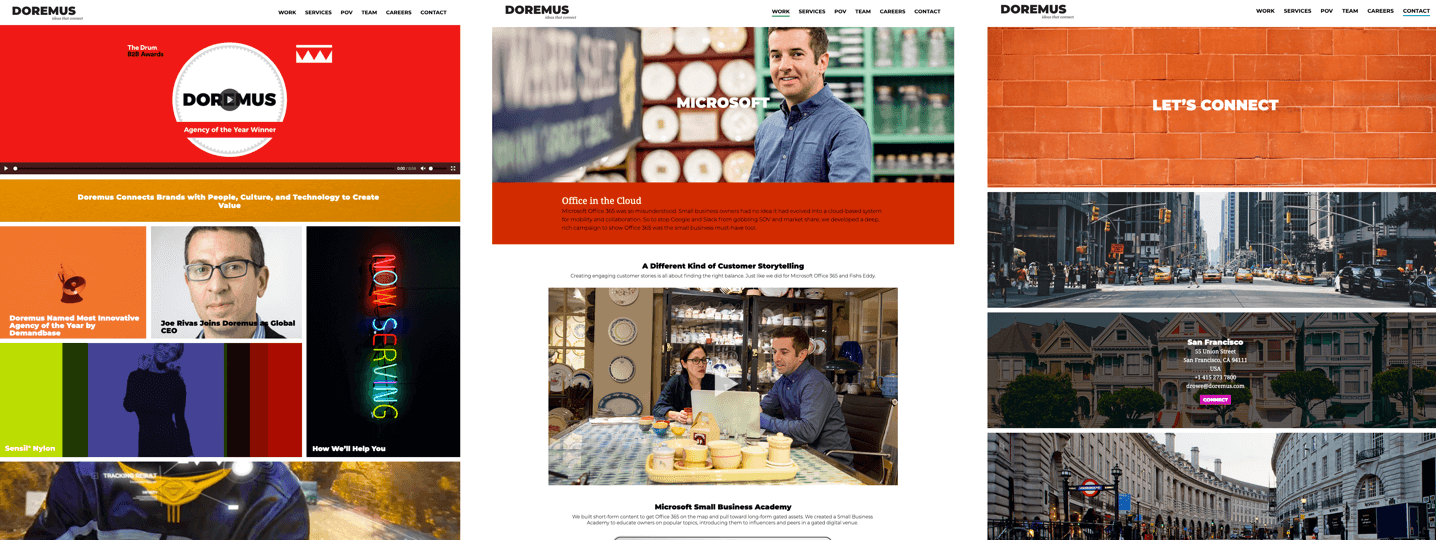 DOREMUS
ideas that connect
WORK SERVICES POV TEAM CAREERS CONTACT
The Drum
B2B Awards
DOREMUS
Agency of the Year Winner
0:00
Doremus Connects Brands with People, Culture, and Technology to Create
Value
Doremus Named Most Innovative
Agency of the Year by
Demandbase
Joe Rivas Joins Doremus as Global
CEO
NOW SERVING
Sensil® Nylon
How We'll Help You
TRACKING RESULT
DOREMUS
ideas that connect
WORK SERVICES POV TEAM CAREERS CONTACT
MICROSOFT
Office in the Cloud
Microsoft Office 365 was so misunderstood. Small business owners had no idea it had evolved into a cloud-based system
for mobility and collaboration. So to stop Google and Slack from gobbling SOV and market share, we developed a deep,
rich campaign to show Office 365 was the small business must-have tool.
A Different Kind of Customer Storytelling
Creating engaging customer stories is all about finding the right balance. Just like we did for Microsoft Office 365 and Fishs Eddy.
Microsoft Small Business Academy
We built short-form content to get Office 365 on the map and pull toward long-form gated assets. We created a Small Business
Academy to educate owners on popular topics, introducing them to influencers and peers in a gated digital venue.
DOREMUS
ideas that connect
WORK SERVICES POV TEAM CAREERS CONTACT
LET'S CONNECT
San Francisco
55 Union Street
San Francisco, CA 94111
USA
+1 415 273 7800
drowe@doremus.com
CONNECT